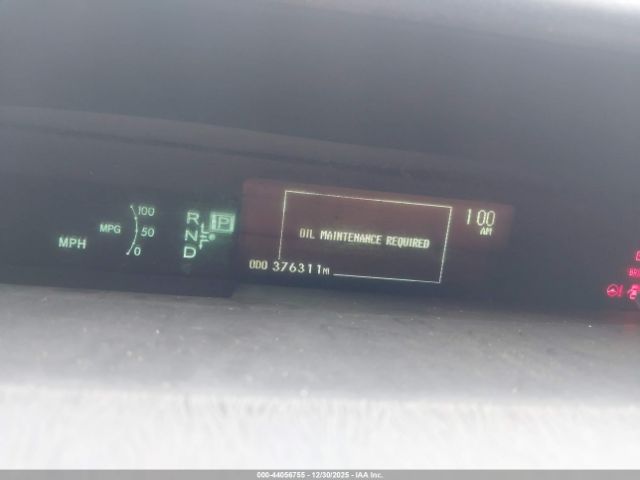 100
MPG
50
0
MPH
R
N
D
P
F
OIL MAINTENANCE REQUIRED
ODO 376311M
1 00
AM
000-44056755 - 12/30/2025 - IAA Inc.